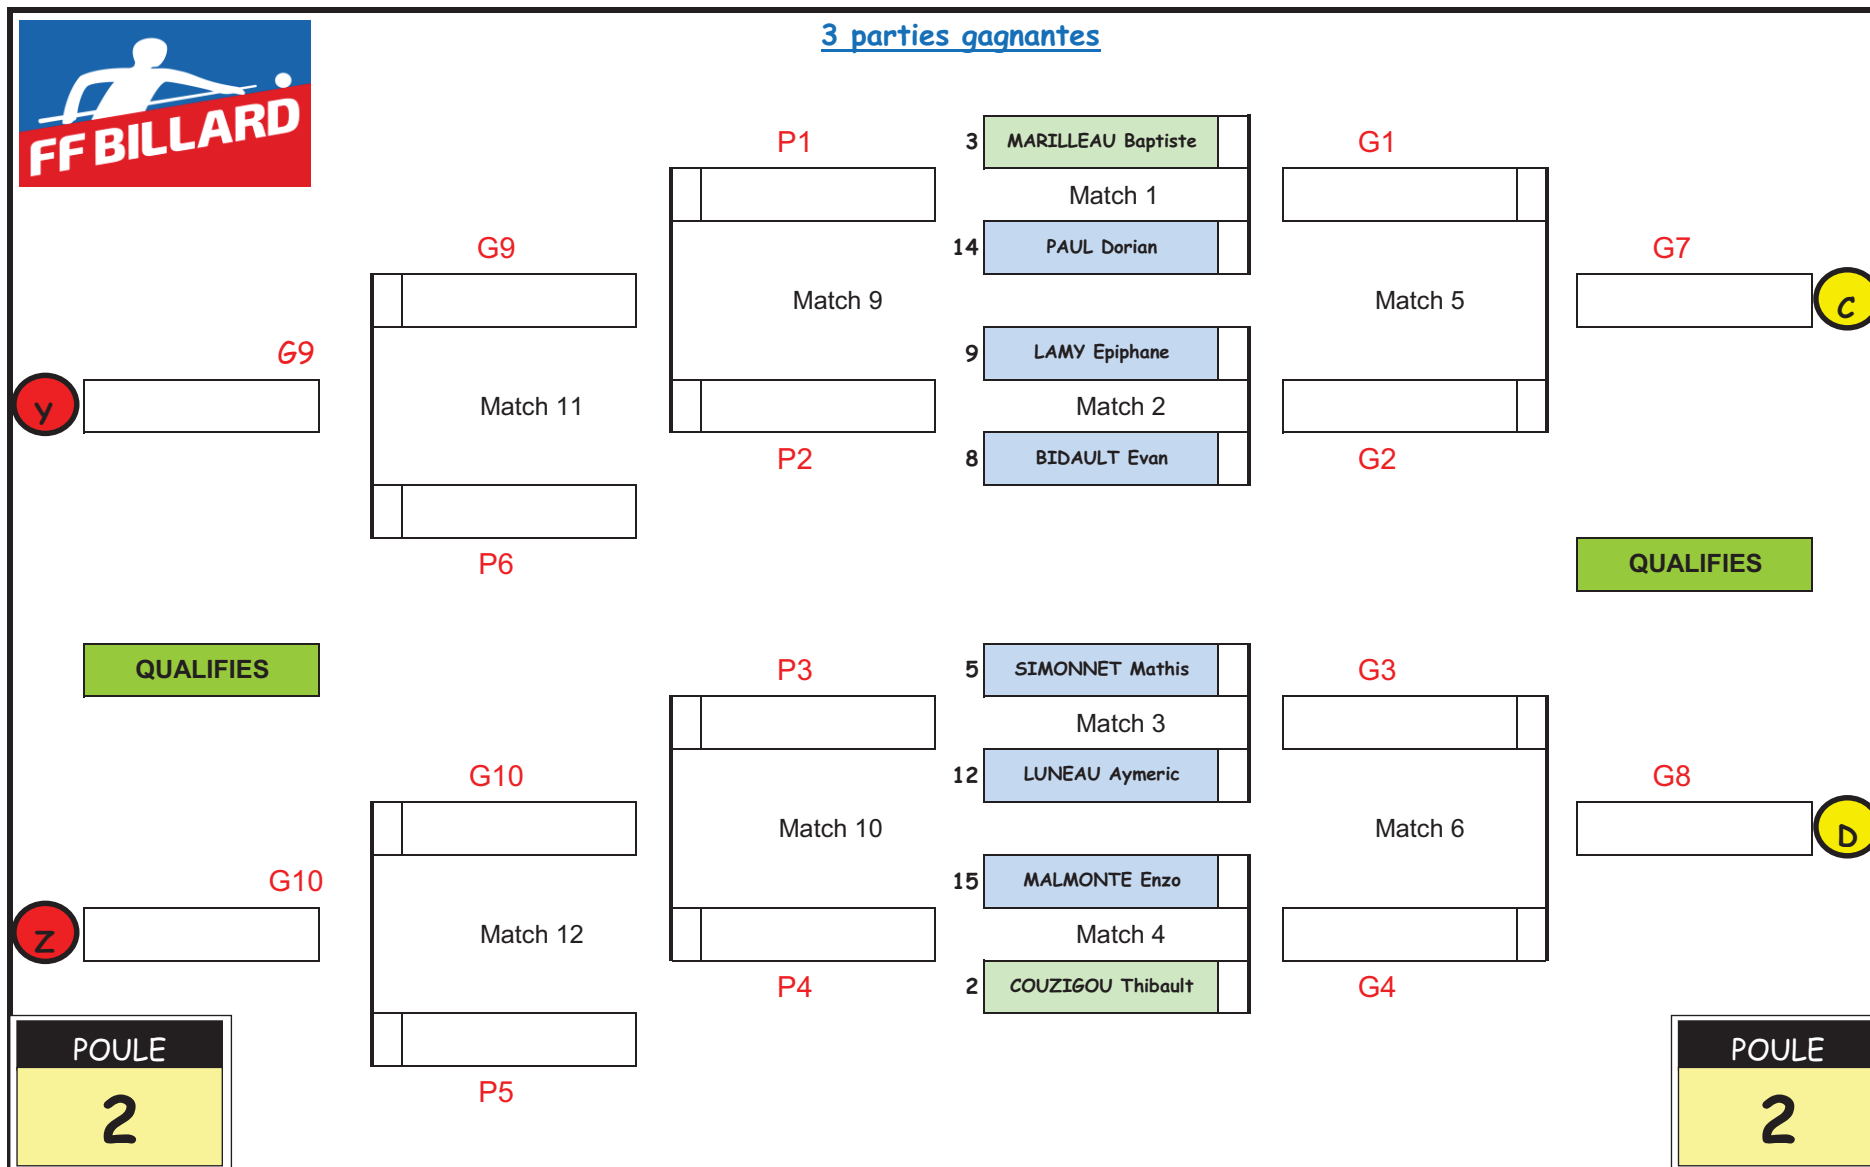 3 parties gagnantes
FF BILLARD
P1
3 MARILLEAU Baptiste
G1
Match 1
G9
14 PAUL Dorian
G7
Match 9
Match 5
C
G9
9 LAMY Epiphane
Y
Match 11
Match 2
P2
8 BIDAULT Evan
G2
P6
QUALIFIES
QUALIFIES
P3
5 SIMONNET Mathis
G3
Match 3
G10
12 LUNEAU Aymeric
G8
Match 10
Match 6
D
G10
15 MALMONTE Enzo
Z
Match 12
Match 4
P4
2 COUZIGOU Thibault
G4
POULE
POULE
P5
2
2